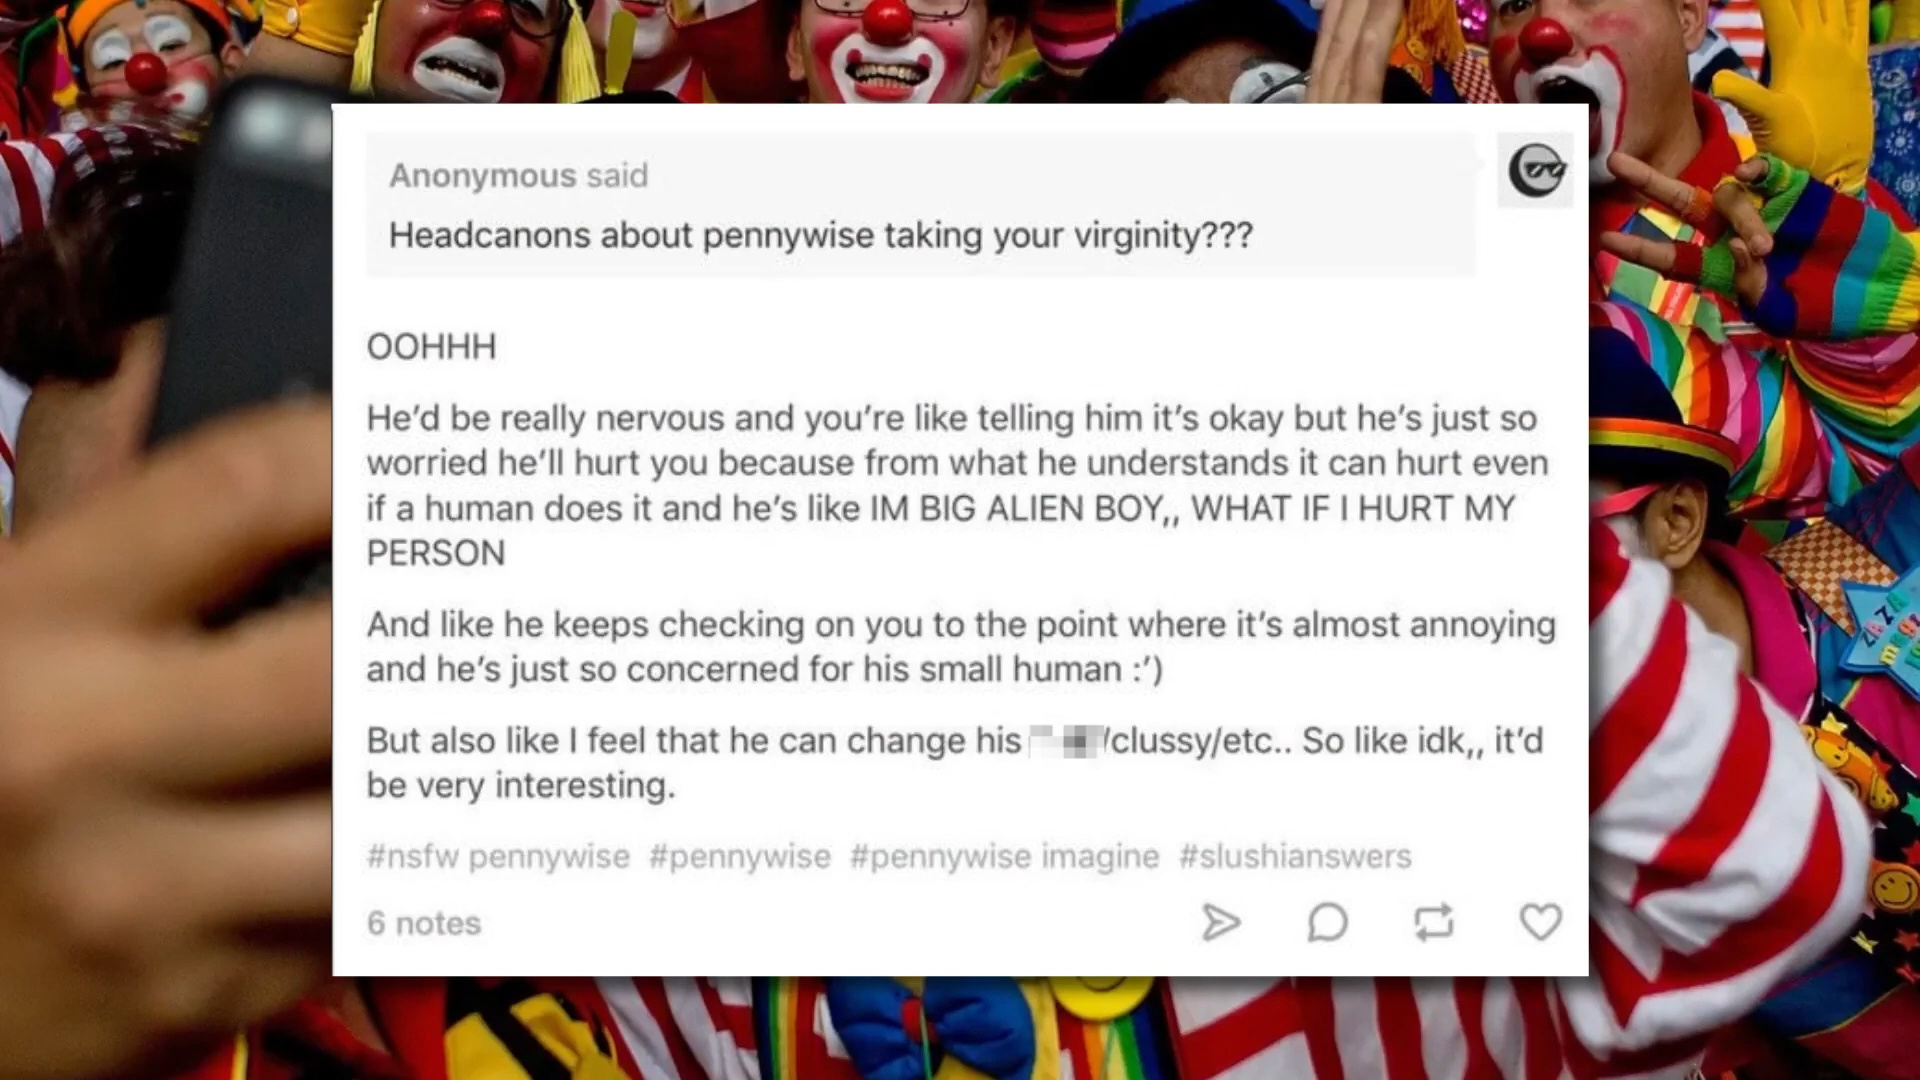 Anonymous said
Headcanons about pennywise taking your virginity???
OOHHH
He'd be really nervous and you're like telling him it's okay but he's just so
worried he'll hurt you because from what he understands it can hurt even
if a human does it and he's like IM BIG ALIEN BOY,, WHAT IF I HURT MY
PERSON
And like he keeps checking on you to the point where it's almost annoying
and he's just so concerned for his small human :')
But also like I feel that he can change his /clussy/etc.. So like idk,, it'd
be very interesting.
#nsfw pennywise #pennywise #pennywise imagine #slushianswers
6 notes